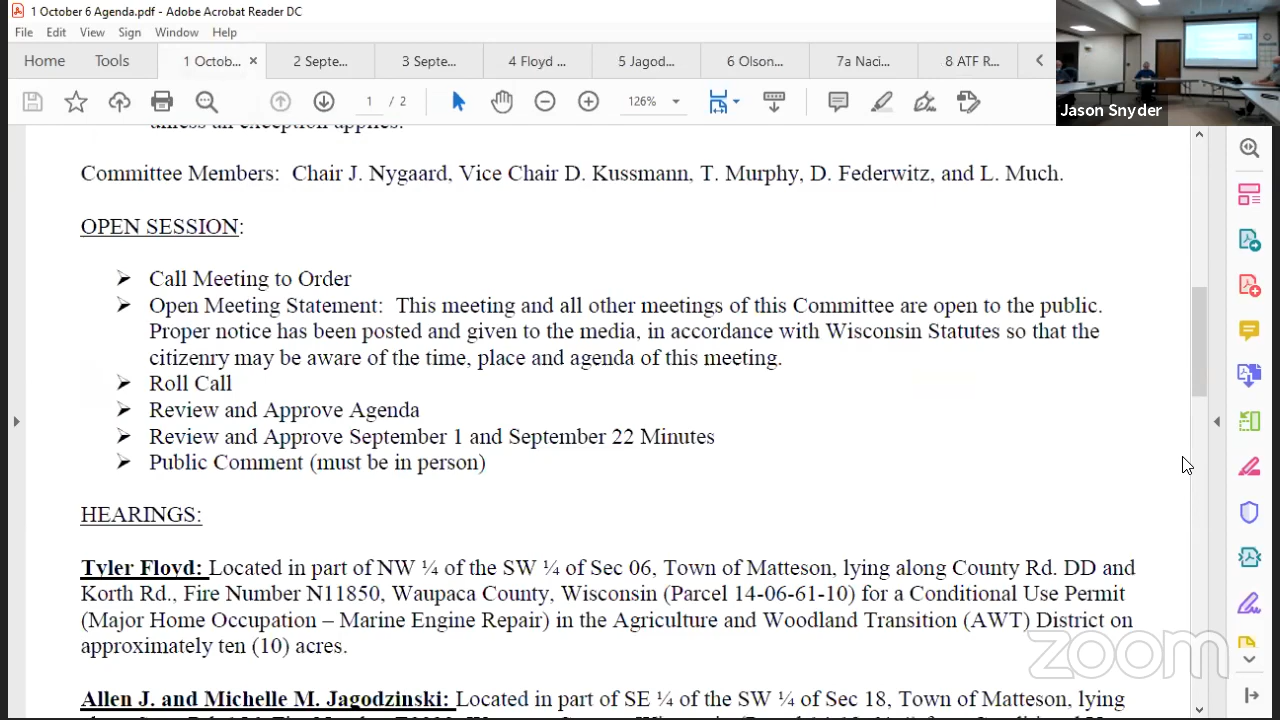 1 October 6 Agenda.pdf - Adobe Acrobat Reader DC
File Edit View Sign Window Help
Home Tools 1 Octob... × 2 Septe... 3 Septe... 4 Floyd ... 5 Jagod... 6 Olson... 7a Naci... 8 ATF R...
1 / 2 126%
Jason Snyder
unless an exception applies.
Committee Members: Chair J. Nygaard, Vice Chair D. Kussmann, T. Murphy, D. Federwitz, and L. Much.
OPEN SESSION:
➢ Call Meeting to Order
➢ Open Meeting Statement: This meeting and all other meetings of this Committee are open to the public.
Proper notice has been posted and given to the media, in accordance with Wisconsin Statutes so that the
citizenry may be aware of the time, place and agenda of this meeting.
➢ Roll Call
➢ Review and Approve Agenda
➢ Review and Approve September 1 and September 22 Minutes
➢ Public Comment (must be in person)
HEARINGS:
Tyler Floyd: Located in part of NW ¼ of the SW ¼ of Sec 06, Town of Matteson, lying along County Rd. DD and
Korth Rd., Fire Number N11850, Waupaca County, Wisconsin (Parcel 14-06-61-10) for a Conditional Use Permit
(Major Home Occupation – Marine Engine Repair) in the Agriculture and Woodland Transition (AWT) District on
approximately ten (10) acres.
zoom
Allen J. and Michelle M. Jagodzinski: Located in part of SE ¼ of the SW ¼ of Sec 18, Town of Matteson, lying